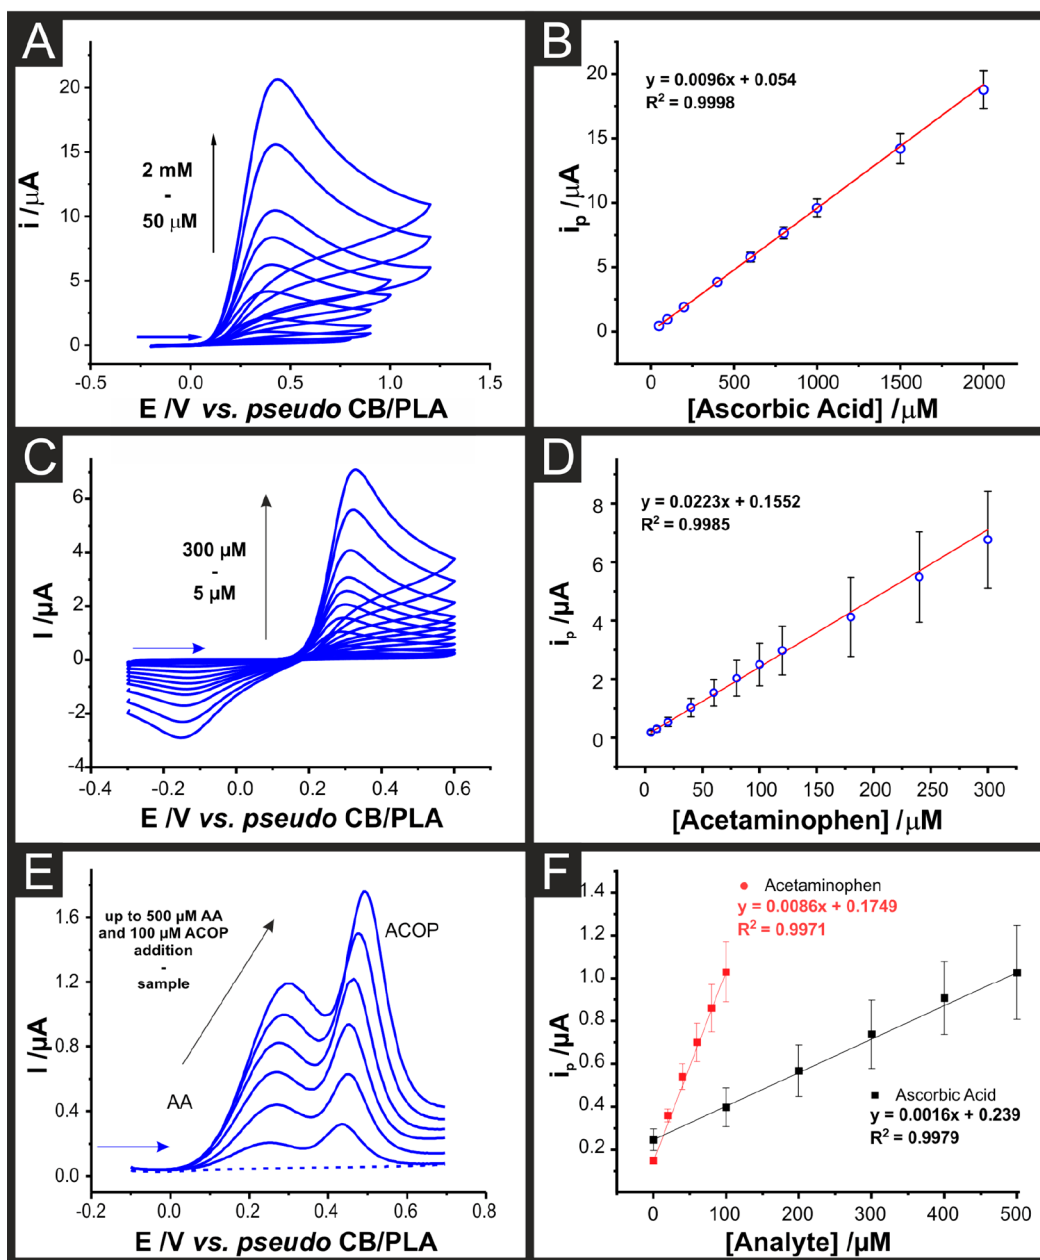 A
20
15
10
5
0
i /µA
2 mM
-
50 µM
-0.5
0.0
0.5
1.0
1.5
E /V vs. pseudo CB/PLA
B
20
15
10
5
0
iₚ /µA
y = 0.0096x + 0.054
R² = 0.9998
0
500
1000
1500
2000
[Ascorbic Acid] /µM
C
6
4
2
0
-2
-4
I /µA
300 µM
-
5 µM
-0.4
-0.2
0.0
0.2
0.4
0.6
E /V vs. pseudo CB/PLA
D
8
6
4
2
0
iₚ /µA
y = 0.0223x + 0.1552
R² = 0.9985
0
50
100
150
200
250
300
[Acetaminophen] /µM
E
1.6
1.2
0.8
0.4
0.0
I /µA
up to 500 µM AA
and 100 µM ACOP
addition
-
sample
AA
ACOP
-0.2
0.0
0.2
0.4
0.6
0.8
E /V vs. pseudo CB/PLA
F
1.4
1.2
1.0
0.8
0.6
0.4
0.2
iₚ /µA
Acetaminophen
y = 0.0086x + 0.1749
R² = 0.9971
Ascorbic Acid
y = 0.0016x + 0.239
R² = 0.9979
0
100
200
300
400
500
[Analyte] /µM